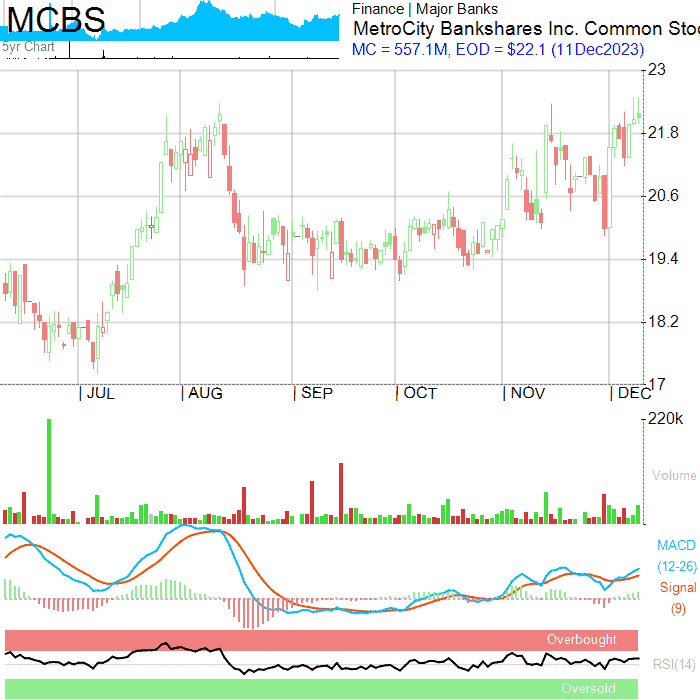 MCBS
5yr Chart
Finance | Major Banks
MetroCity Bankshares Inc. Common Sto
MC = 557.1M, EOD = $22.1 (11Dec2023)
23
21.8
20.6
19.4
18.2
17
JUL
AUG
SEP
OCT
NOV
DEC
220k
Volume
MACD
(12-26)
Signal
(9)
Overbought
RSI(14)
Oversold